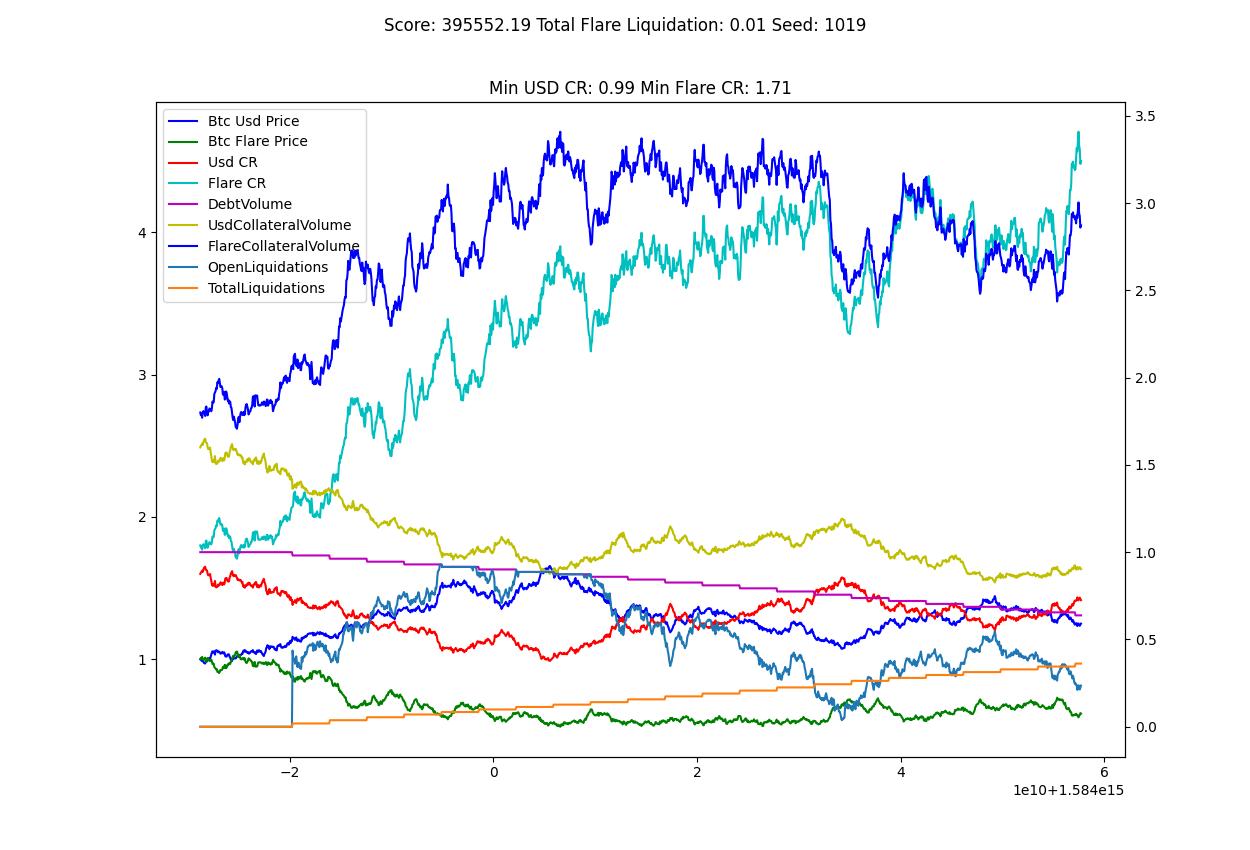 Score: 395552.19 Total Flare Liquidation: 0.01 Seed: 1019
Min USD CR: 0.99 Min Flare CR: 1.71
Btc Usd Price
Btc Flare Price
Usd CR
Flare CR
DebtVolume
UsdCollateralVolume
FlareCollateralVolume
OpenLiquidations
TotalLiquidations
4
3
2
1
3.5
3.0
2.5
2.0
1.5
1.0
0.5
0.0
−2 0 2 4 6
1e10+1.584e15